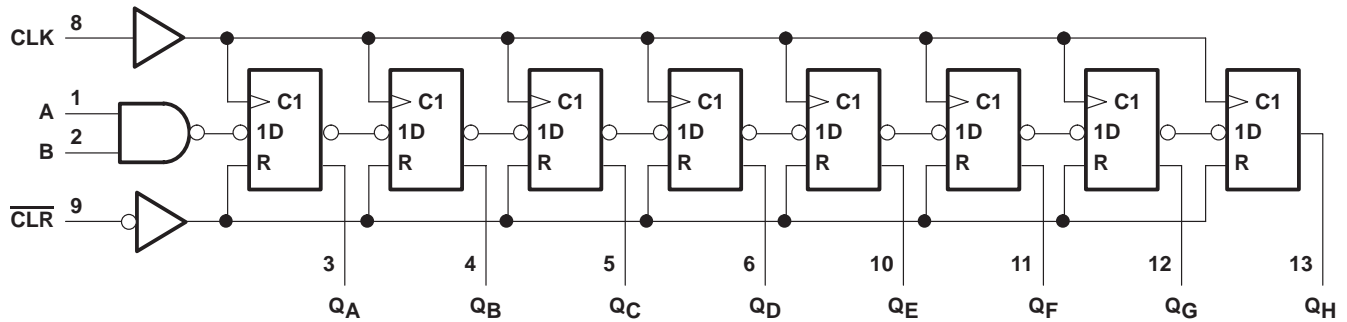 CLK 8
C1 C1 C1 C1 C1 C1 C1 C1
A 1
1D 1D 1D 1D 1D 1D 1D 1D
B 2
R R R R R R R R
CLR 9
3 4 5 6 10 11 12 13
QA QB QC QD QE QF QG QH